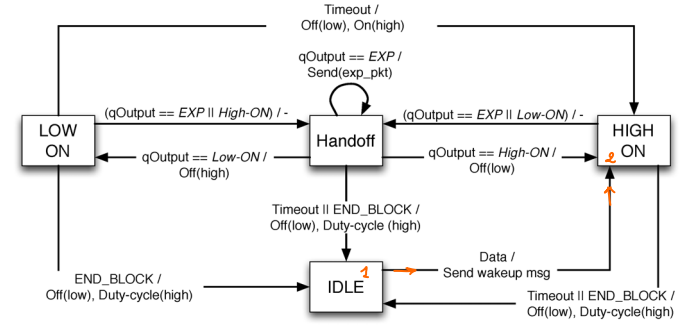 Timeout /
Off(low), On(high)
qOutput == EXP /
Send(exp_pkt)
(qOutput == EXP || High-ON) / -
(qOutput == EXP || Low-ON) / -
LOW
ON
Handoff
HIGH
ON
2
qOutput == Low-ON /
Off(high)
qOutput == High-ON /
Off(low)
Timeout || END_BLOCK /
Off(low), Duty-cycle (high)
Data /
Send wakeup msg
1
IDLE
END_BLOCK /
Off(low), Duty-cycle(high)
Timeout || END_BLOCK /
Off(low), Duty-cycle(high)